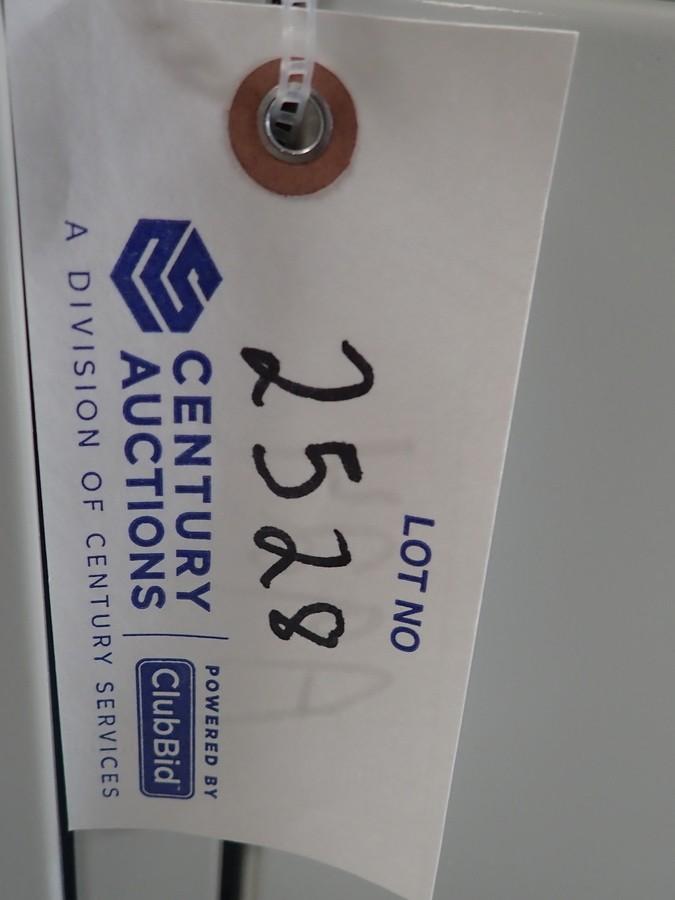 LOT NO
2528
CENTURY
AUCTIONS
POWERED BY
ClubBid
A DIVISION OF CENTURY SERVICES